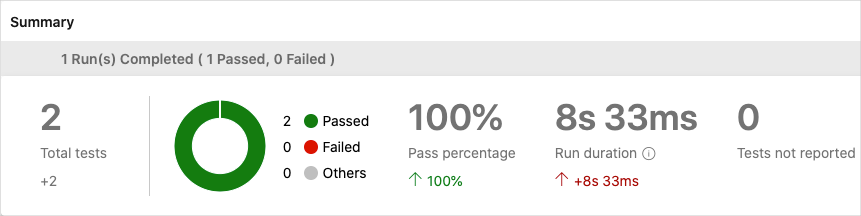 Summary
1 Run(s) Completed ( 1 Passed, 0 Failed )
2
Total tests
+2
2 Passed
0 Failed
0 Others
100%
Pass percentage
↑ 100%
8s 33ms
Run duration
↑ +8s 33ms
0
Tests not reported